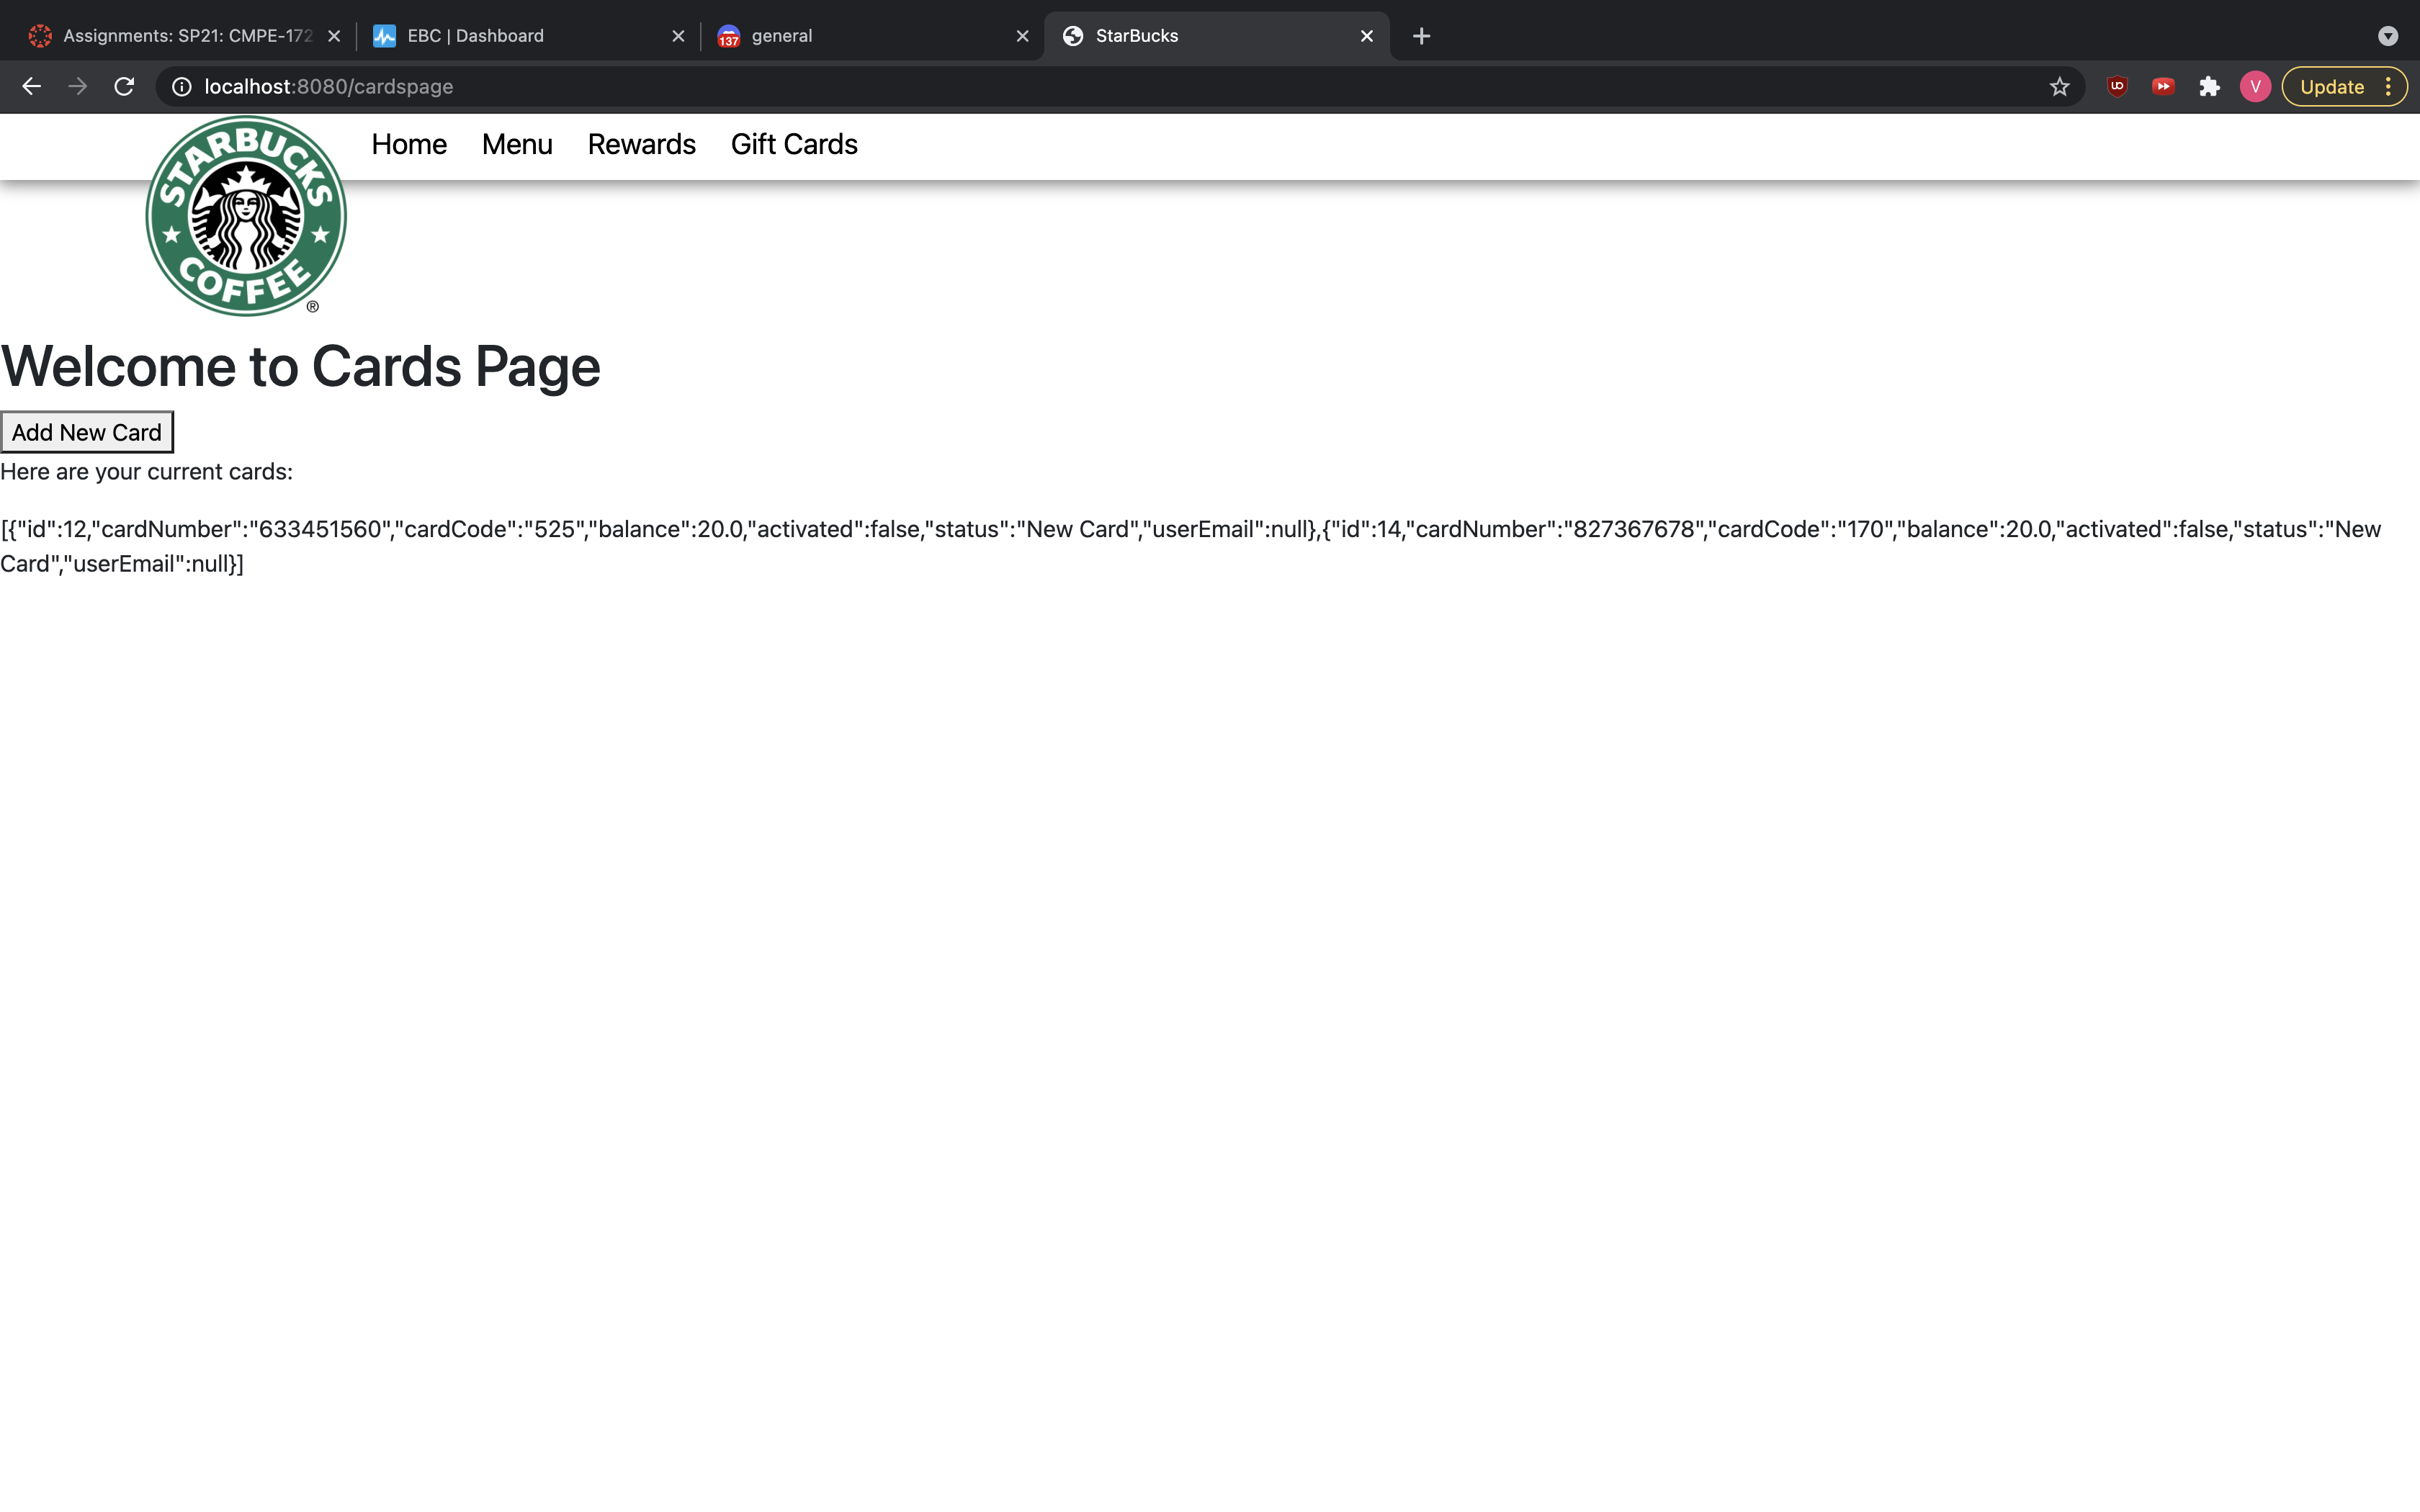 Assignments: SP21: CMPE-172
EBC | Dashboard
137
general
StarBucks
localhost:8080/cardspage
UO
V
Update
STARBUCKS
COFFEE
®
Home
Menu
Rewards
Gift Cards
Welcome to Cards Page
Add New Card
Here are your current cards:
[{"id":12,"cardNumber":"633451560","cardCode":"525","balance":20.0,"activated":false,"status":"New Card","userEmail":null},{"id":14,"cardNumber":"827367678","cardCode":"170","balance":20.0,"activated":false,"status":"New
Card","userEmail":null}]